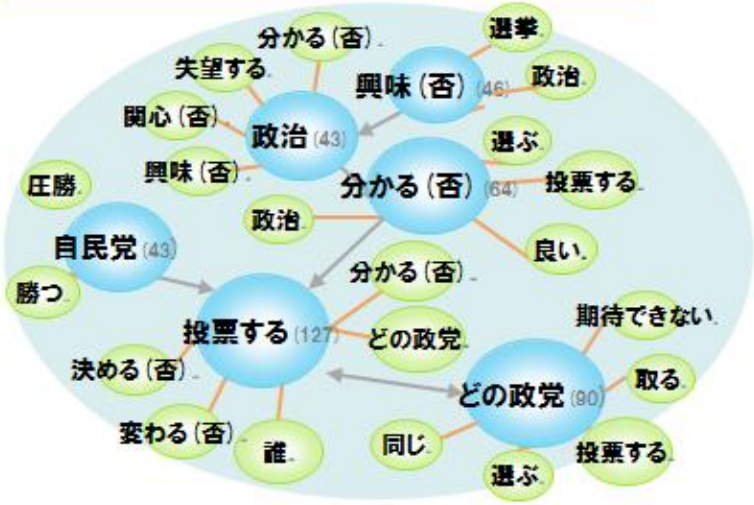 分かる(否)
選挙
失望する
興味(否)(46)
政治
関心(否)
政治(43)
選ぶ
興味(否)
分かる(否)(64)
投票する
圧勝
政治
自民党(43)
良い
勝つ
分かる(否)
期待できない
投票する(127)
どの政党
決める(否)
どの政党(90)
取る
変わる(否)
誰
同じ
投票する
選ぶ